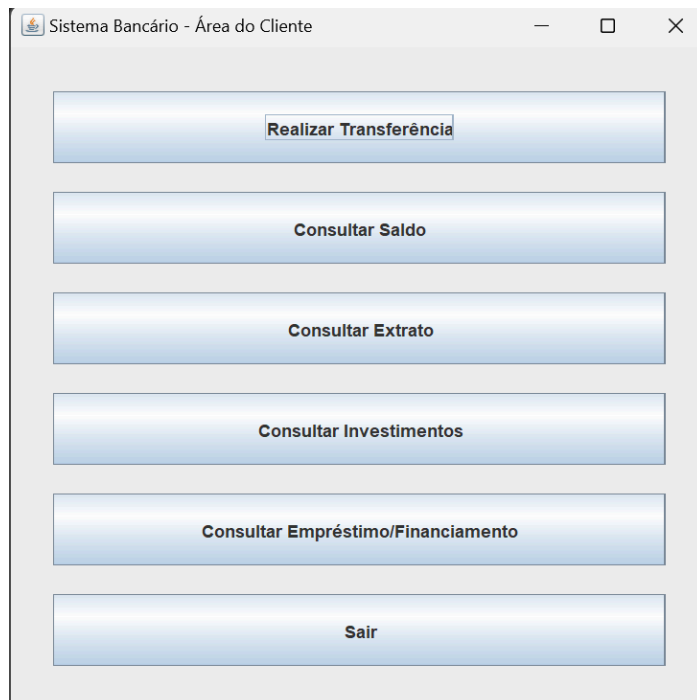 Sistema Bancário - Área do Cliente
Realizar Transferência
Consultar Saldo
Consultar Extrato
Consultar Investimentos
Consultar Empréstimo/Financiamento
Sair